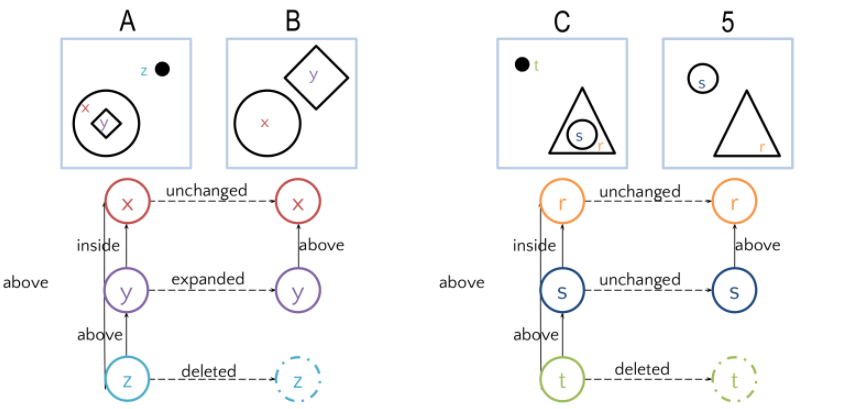 A B C 5
z t
x y y x s r s r
x unchanged x r unchanged r
inside above inside above
above above
y expanded y s unchanged s
above above
z deleted z t deleted t